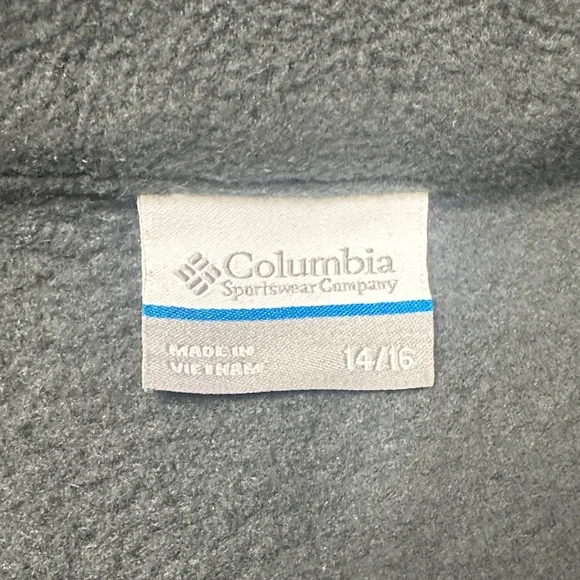 Columbia
Sportswear Company
MADE IN
VIETNAM
14/16